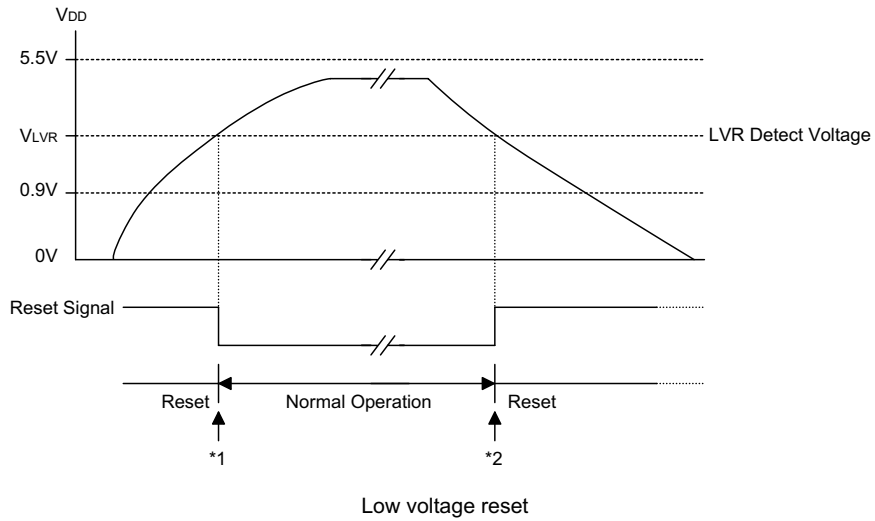 VDD
5.5V
VLVR
LVR Detect Voltage
0.9V
0V
Reset Signal
Reset
Normal Operation
Reset
*1
*2
Low voltage reset